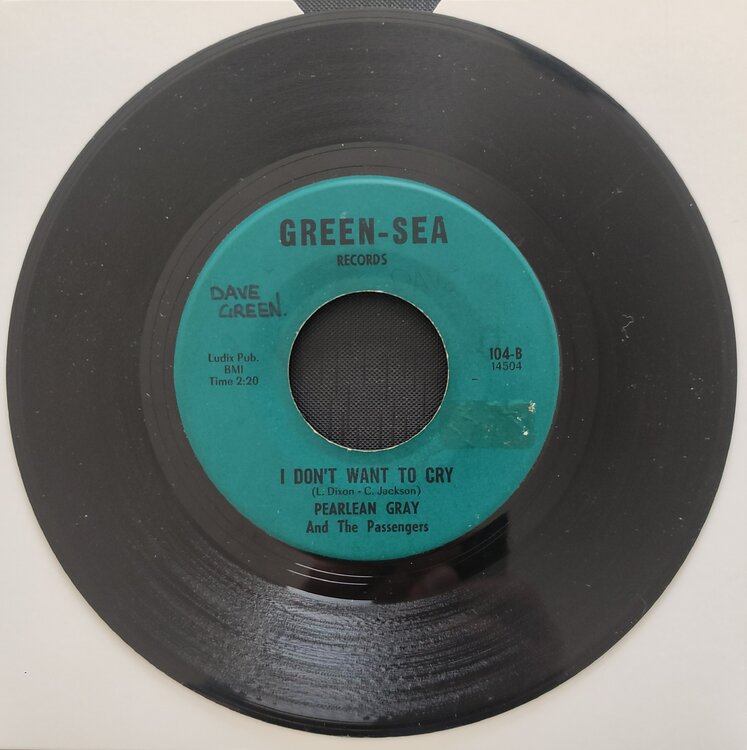 GREEN-SEA
RECORDS
DAVE
GREEN.
Ludix Pub.
BMI
Time 2:20
104-B
14504
I DON'T WANT TO CRY
(L. Dixon - C. Jackson)
PEARLEAN GRAY
And The Passengers